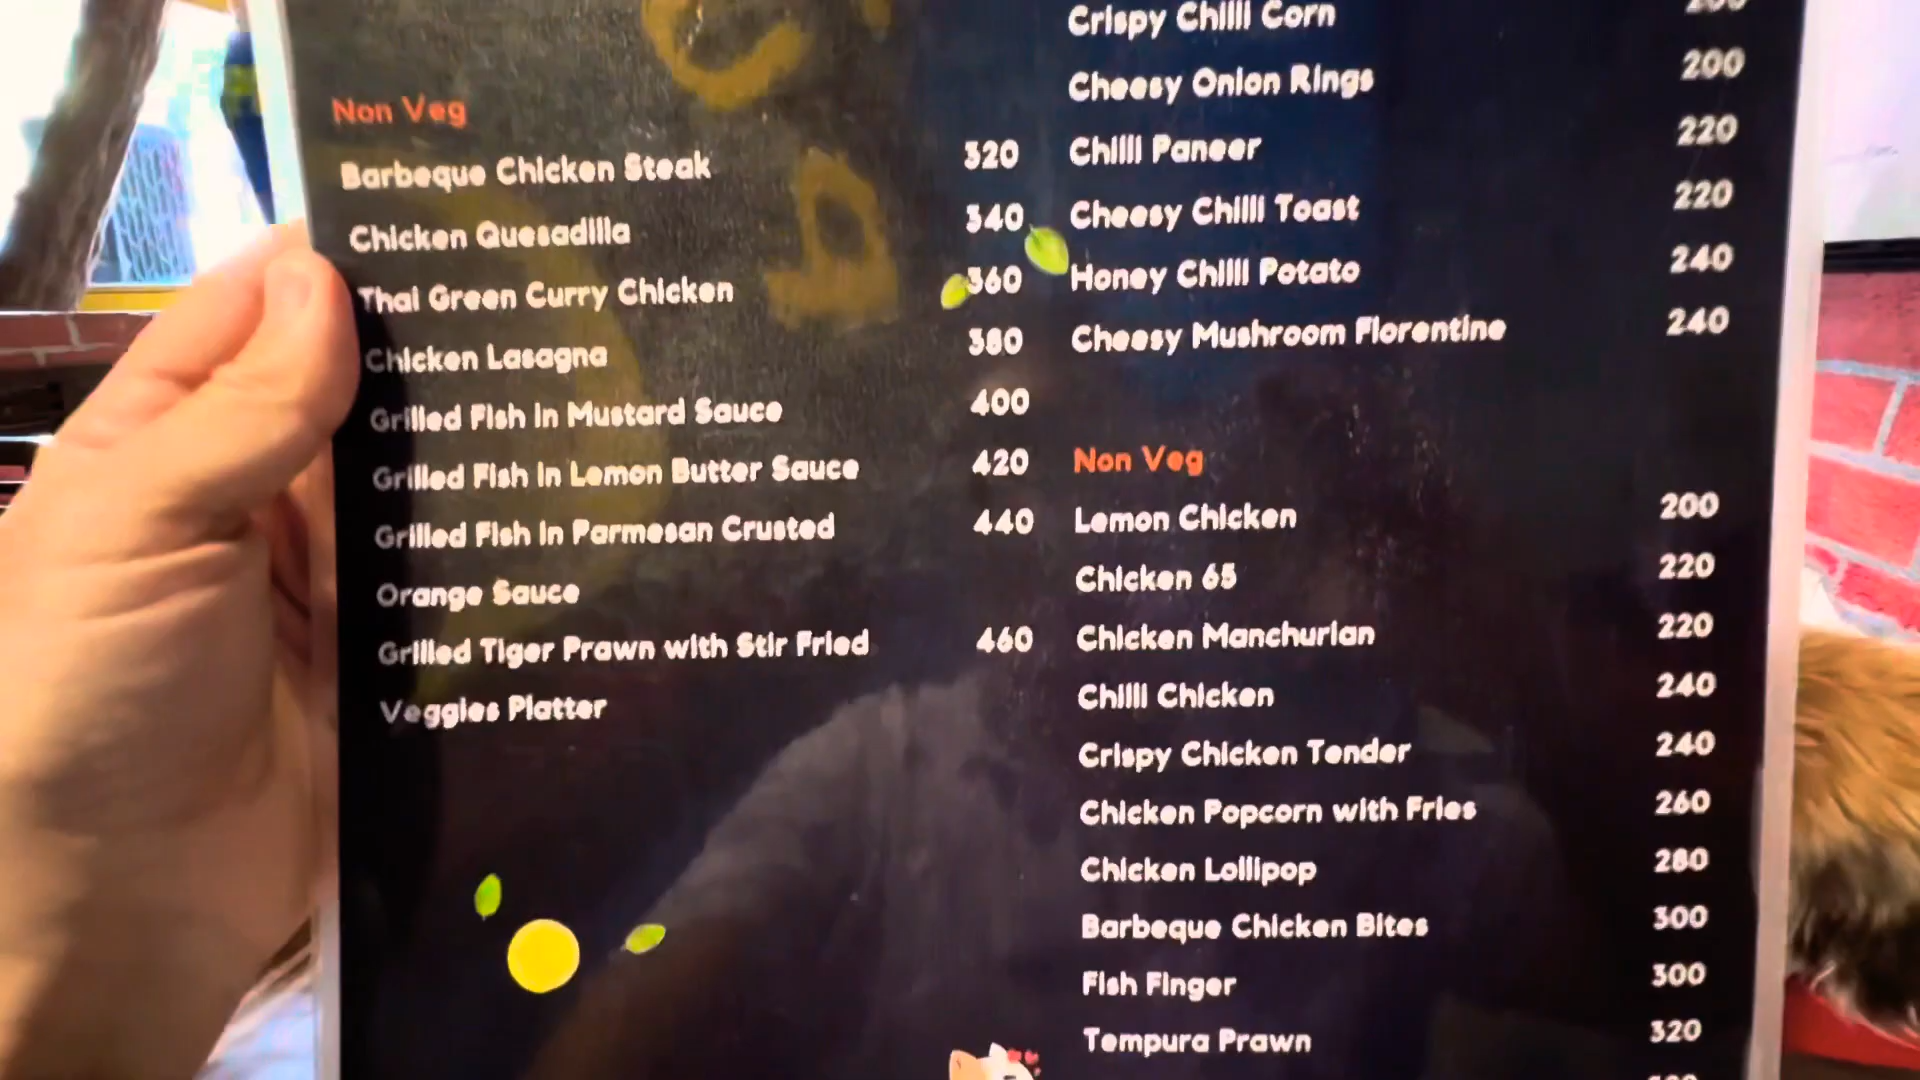 Non Veg
Barbeque Chicken Steak 320
Chicken Quesadilla 340
Thai Green Curry Chicken 360
Chicken Lasagna 380
Grilled Fish in Mustard Sauce 400
Grilled Fish in Lemon Butter Sauce 420
Grilled Fish in Parmesan Crusted 440
Orange Sauce
Grilled Tiger Prawn with Stir Fried 460
Veggies Platter
Crispy Chilli Corn 200
Cheesy Onion Rings 200
Chilli Paneer 220
Cheesy Chilli Toast 220
Honey Chilli Potato 240
Cheesy Mushroom Florentine 240
Non Veg
Lemon Chicken 200
Chicken 65 220
Chicken Manchurian 220
Chilli Chicken 240
Crispy Chicken Tender 240
Chicken Popcorn with Fries 260
Chicken Lollipop 280
Barbeque Chicken Bites 300
Fish Finger 300
Tempura Prawn 320